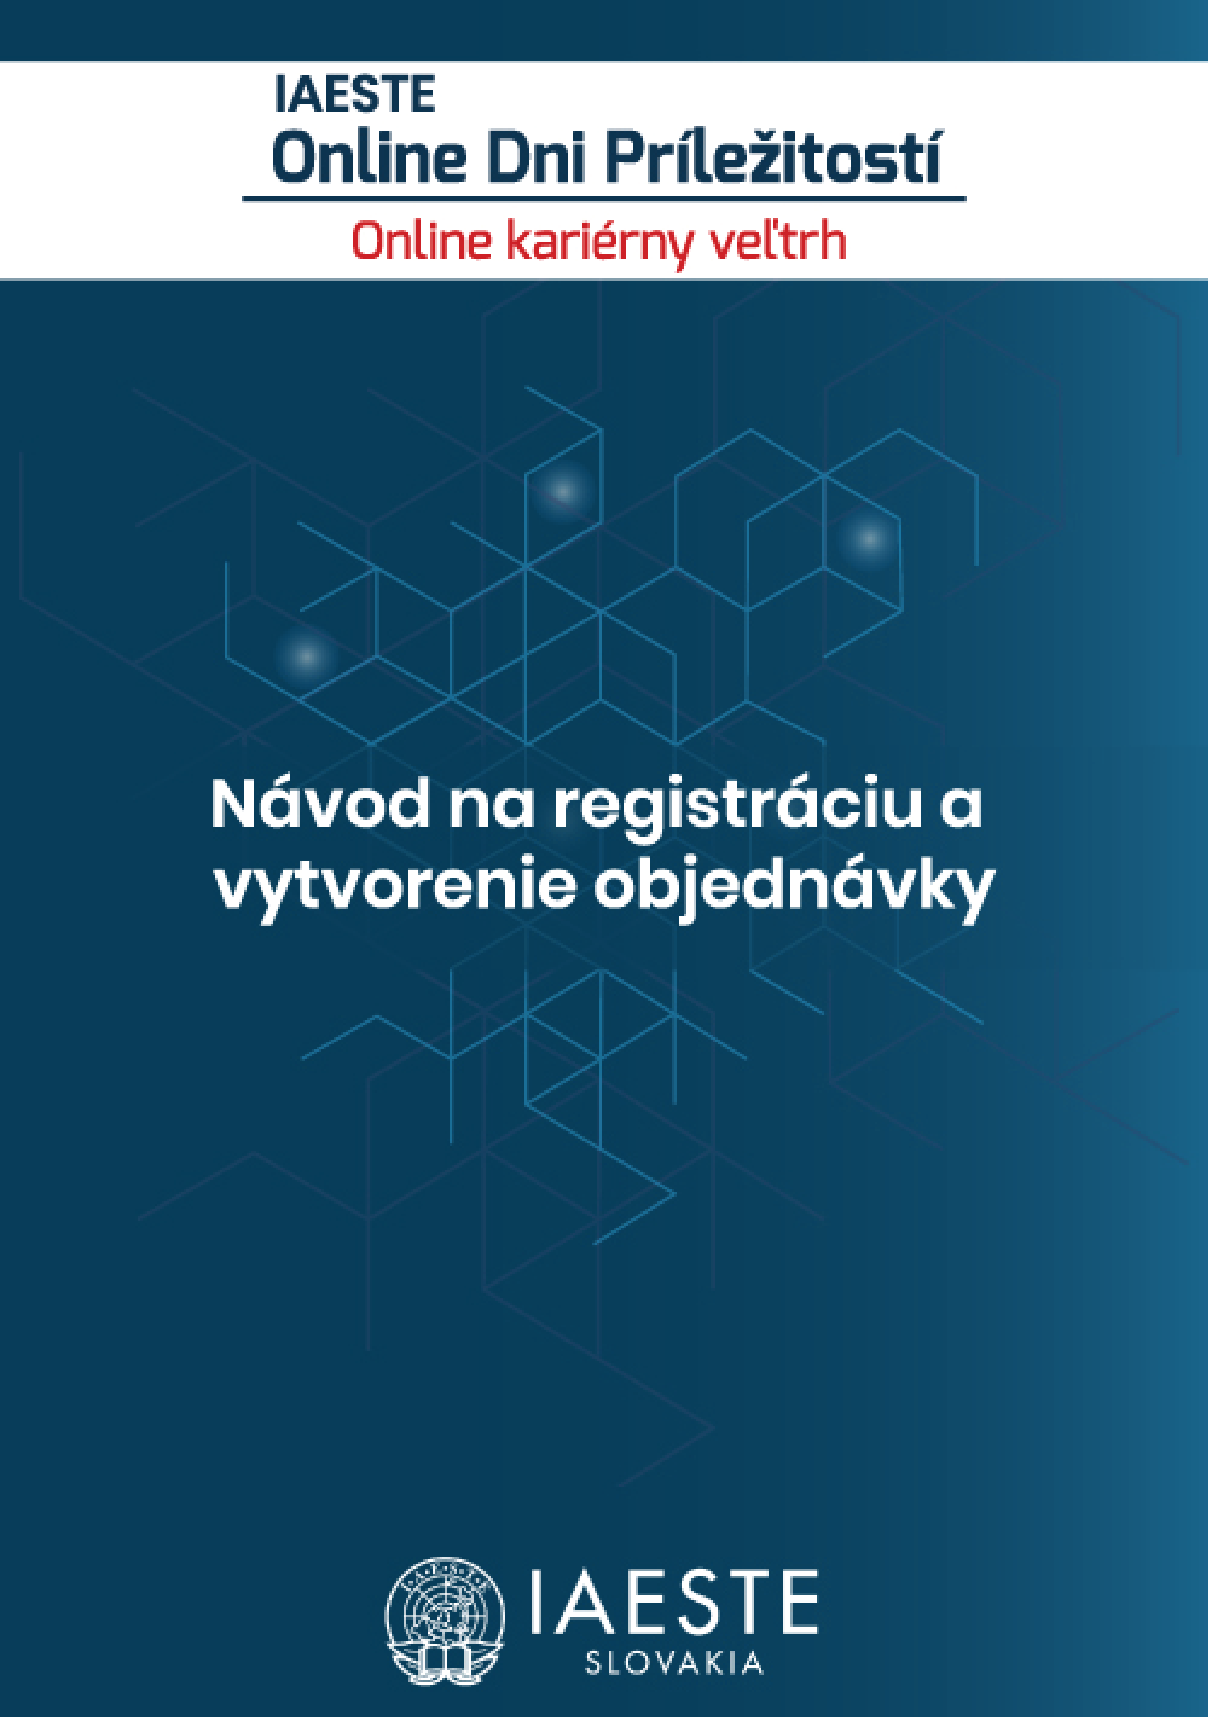 IAESTE
Online Dni Príležitostí
Online kariérny veľtrh
Návod na registráciu a
vytvorenie objednávky
I.A.E.S.T.E
IAESTE
SLOVAKIA